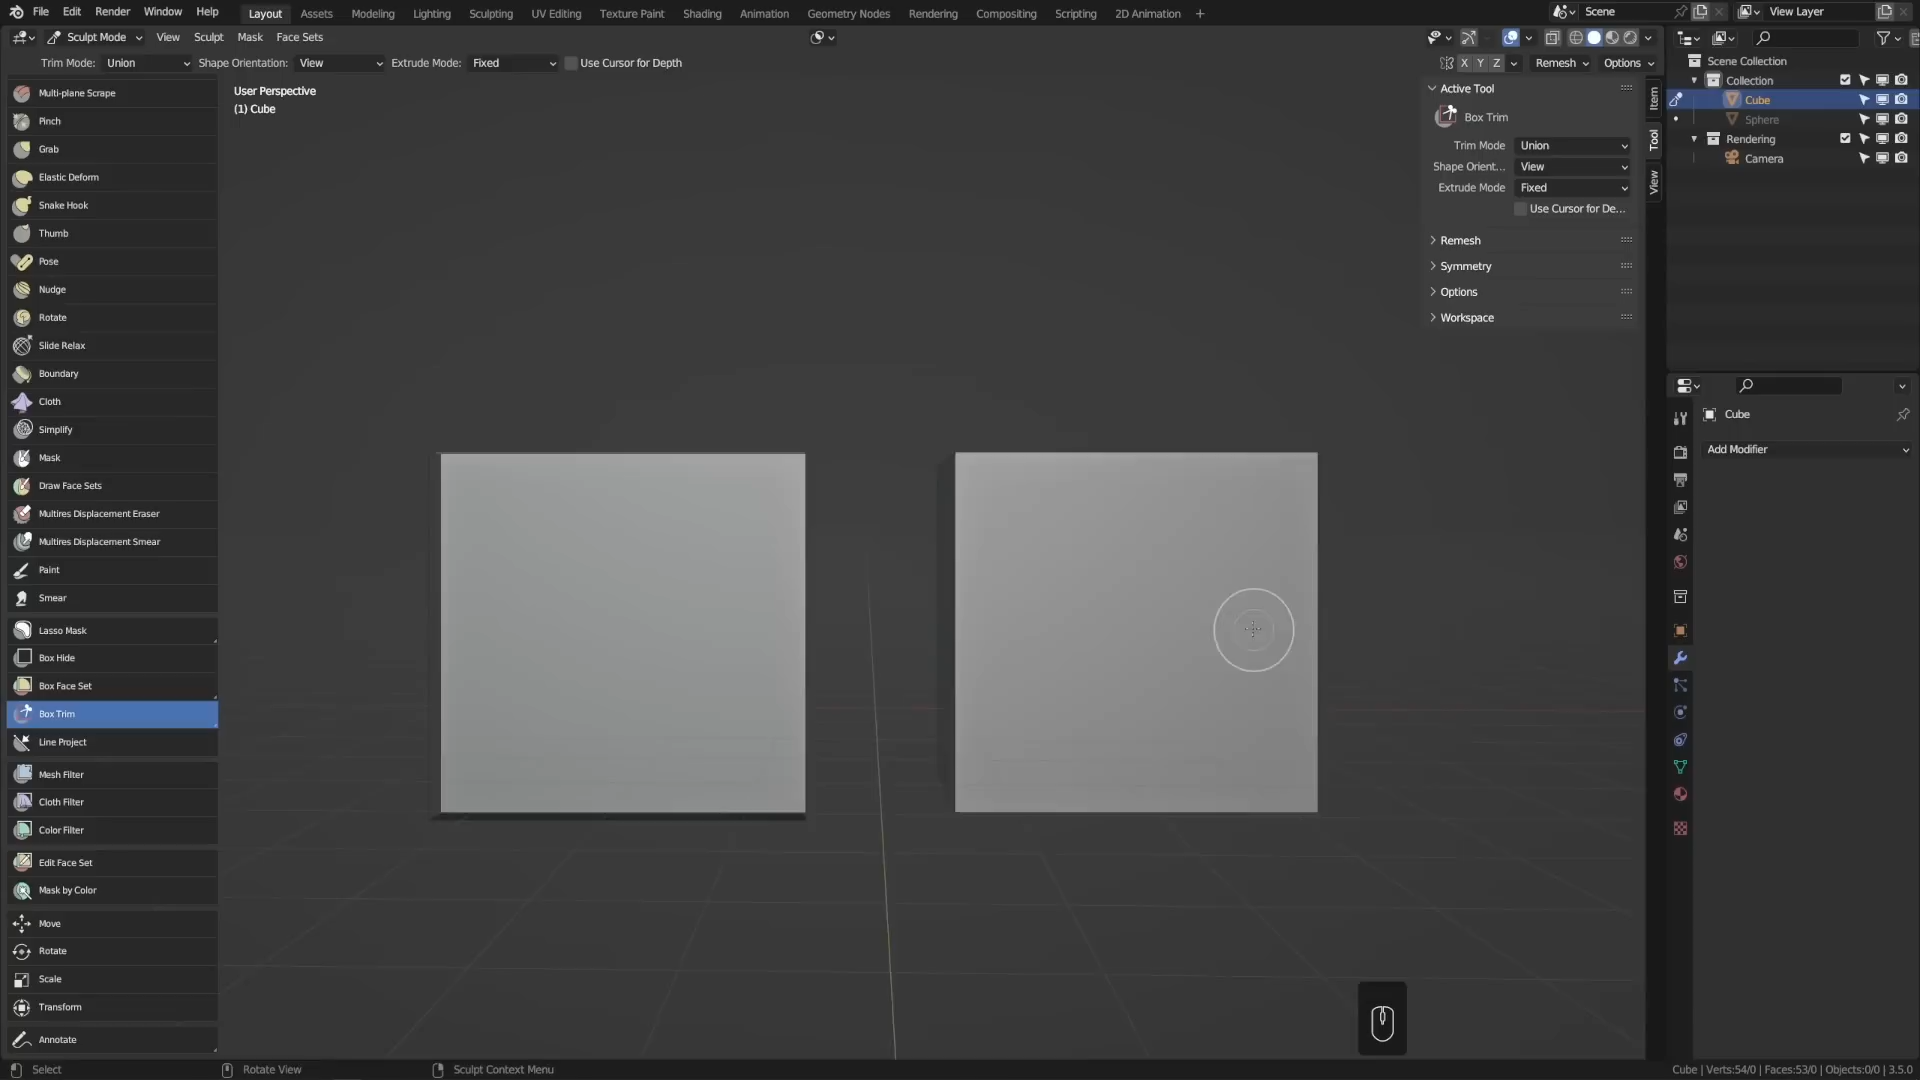 File Edit Render Window Help Layout Assets Modeling Lighting Sculpting UV Editing Texture Paint Shading Animation Geometry Nodes Rendering Compositing Scripting 2D Animation + Scene View Layer
Sculpt Mode View Sculpt Mask Face Sets
Trim Mode: Union Shape Orientation: View Extrude Mode: Fixed Use Cursor for Depth X Y Z Remesh Options
User Perspective
(1) Cube
Multi-plane Scrape
Pinch
Grab
Elastic Deform
Snake Hook
Thumb
Pose
Nudge
Rotate
Slide Relax
Boundary
Cloth
Simplify
Mask
Draw Face Sets
Multires Displacement Eraser
Multires Displacement Smear
Paint
Smear
Lasso Mask
Box Hide
Box Face Set
Box Trim
Line Project
Mesh Filter
Cloth Filter
Color Filter
Edit Face Set
Mask by Color
Move
Rotate
Scale
Transform
Annotate
Active Tool
Box Trim
Trim Mode Union
Shape Orient... View
Extrude Mode Fixed
Use Cursor for De...
Remesh
Symmetry
Options
Workspace
Item
Tool
View
Scene Collection
Collection
Cube
Sphere
Rendering
Camera
Cube
Add Modifier
Select Rotate View Sculpt Context Menu Cube | Verts:54/0 | Faces:53/0 | Objects:0/0 | 3.5.0